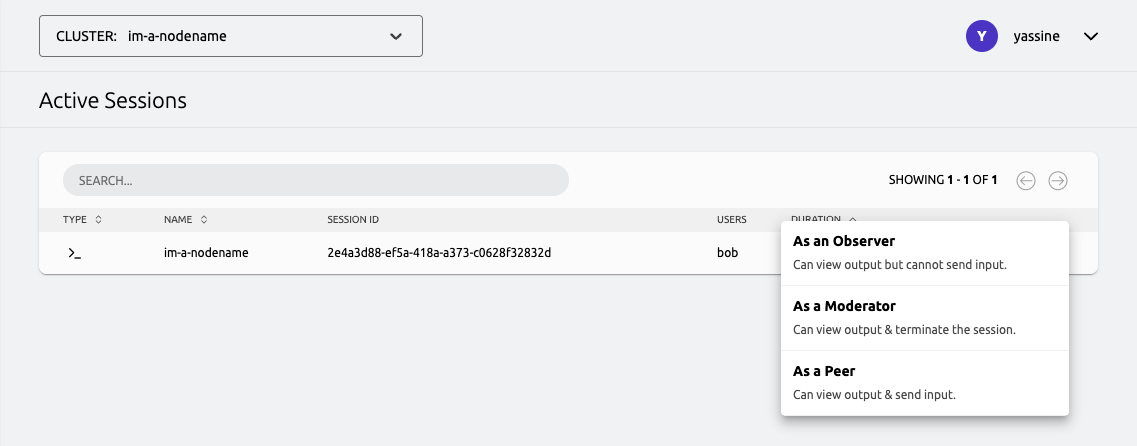 CLUSTER: im-a-nodename
Y yassine
Active Sessions
SEARCH...
SHOWING 1 - 1 OF 1
TYPE NAME SESSION ID USERS DURATION
>_ im-a-nodename 2e4a3d88-ef5a-418a-a373-c0628f32832d bob
As an Observer
Can view output but cannot send input.
As a Moderator
Can view output & terminate the session.
As a Peer
Can view output & send input.